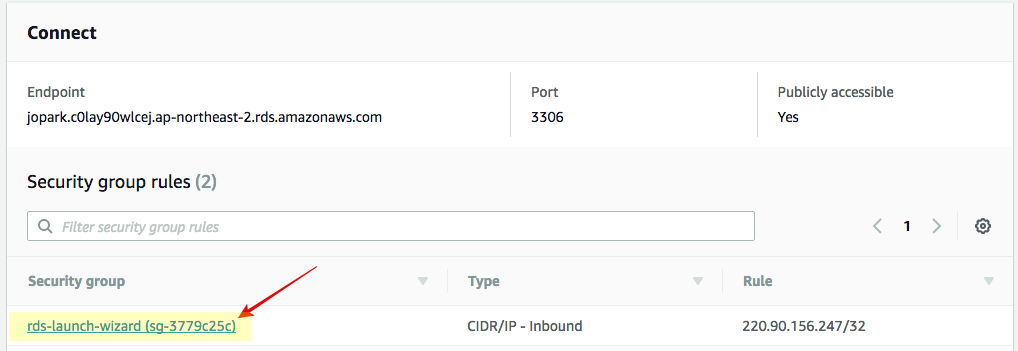 Connect
Endpoint
Port
Publicly accessible
jopark.c0lay90wlcej.ap-northeast-2.rds.amazonaws.com
3306
Yes
Security group rules (2)
Filter security group rules
1
Security group
Type
Rule
rds-launch-wizard (sg-3779c25c)
CIDR/IP - Inbound
220.90.156.247/32